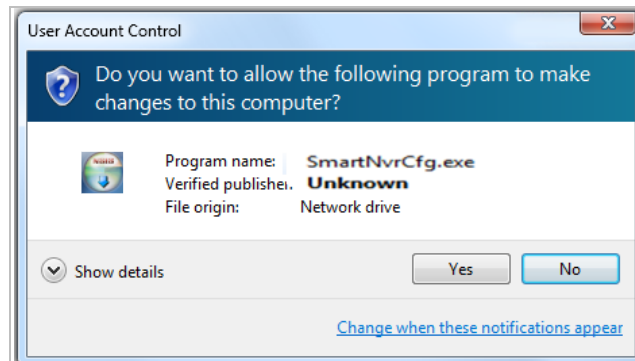 User Account Control
Do you want to allow the following program to make
changes to this computer?
Program name: SmartNvrCfg.exe
Verified publisher: Unknown
File origin: Network drive
Show details
Yes
No
Change when these notifications appear